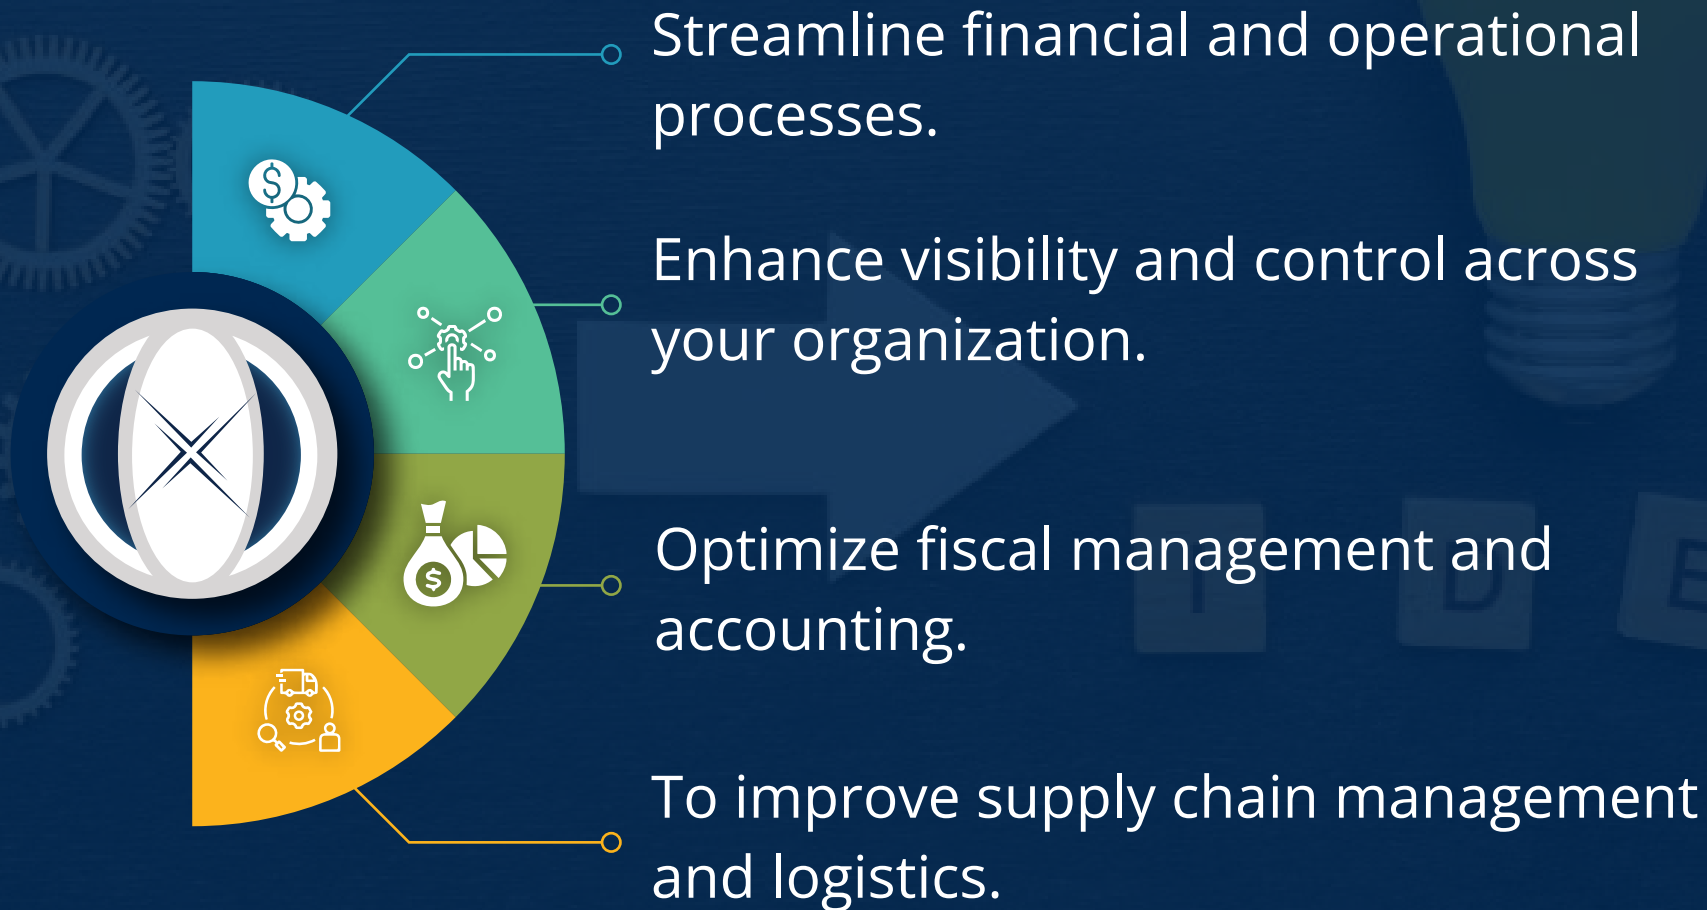 Streamline financial and operational
processes.
Enhance visibility and control across
your organization.
Optimize fiscal management and
accounting.
To improve supply chain management
and logistics.
$
$
I D E